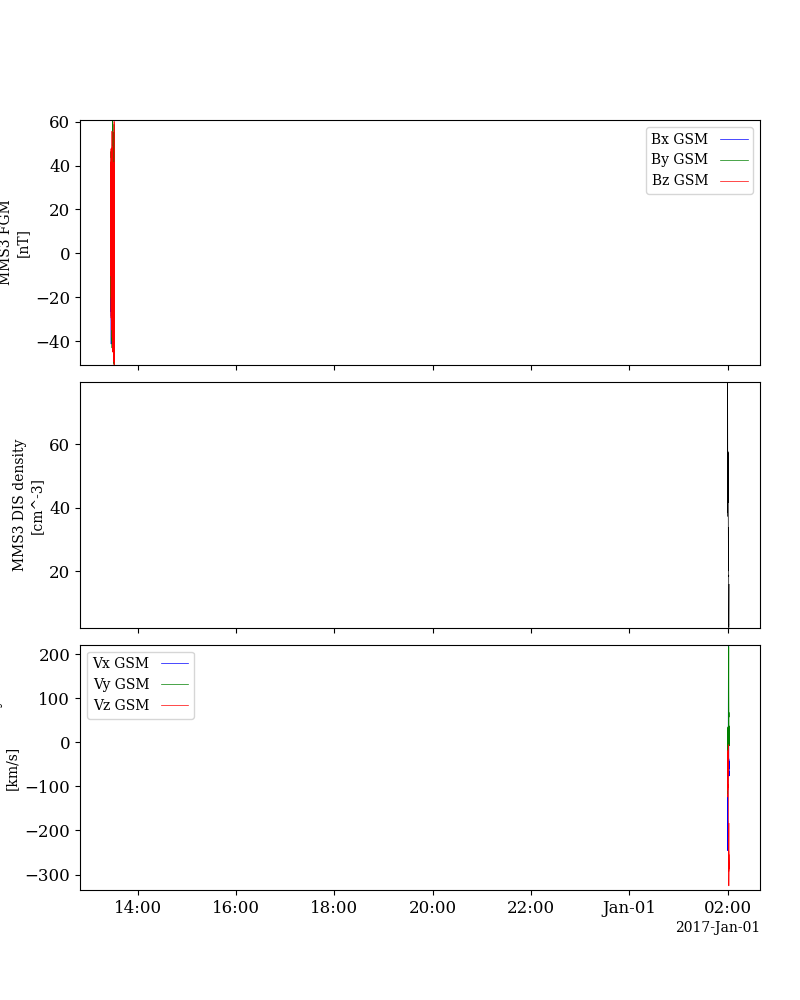 60
40
20
0
−20
−40
MMS3 FGM
[nT]
Bx GSM
By GSM
Bz GSM
60
40
20
MMS3 DIS density
[cm^-3]
200
100
0
−100
−200
−300
[km/s]
Vx GSM
Vy GSM
Vz GSM
14:00 16:00 18:00 20:00 22:00 Jan-01 02:00
2017-Jan-01